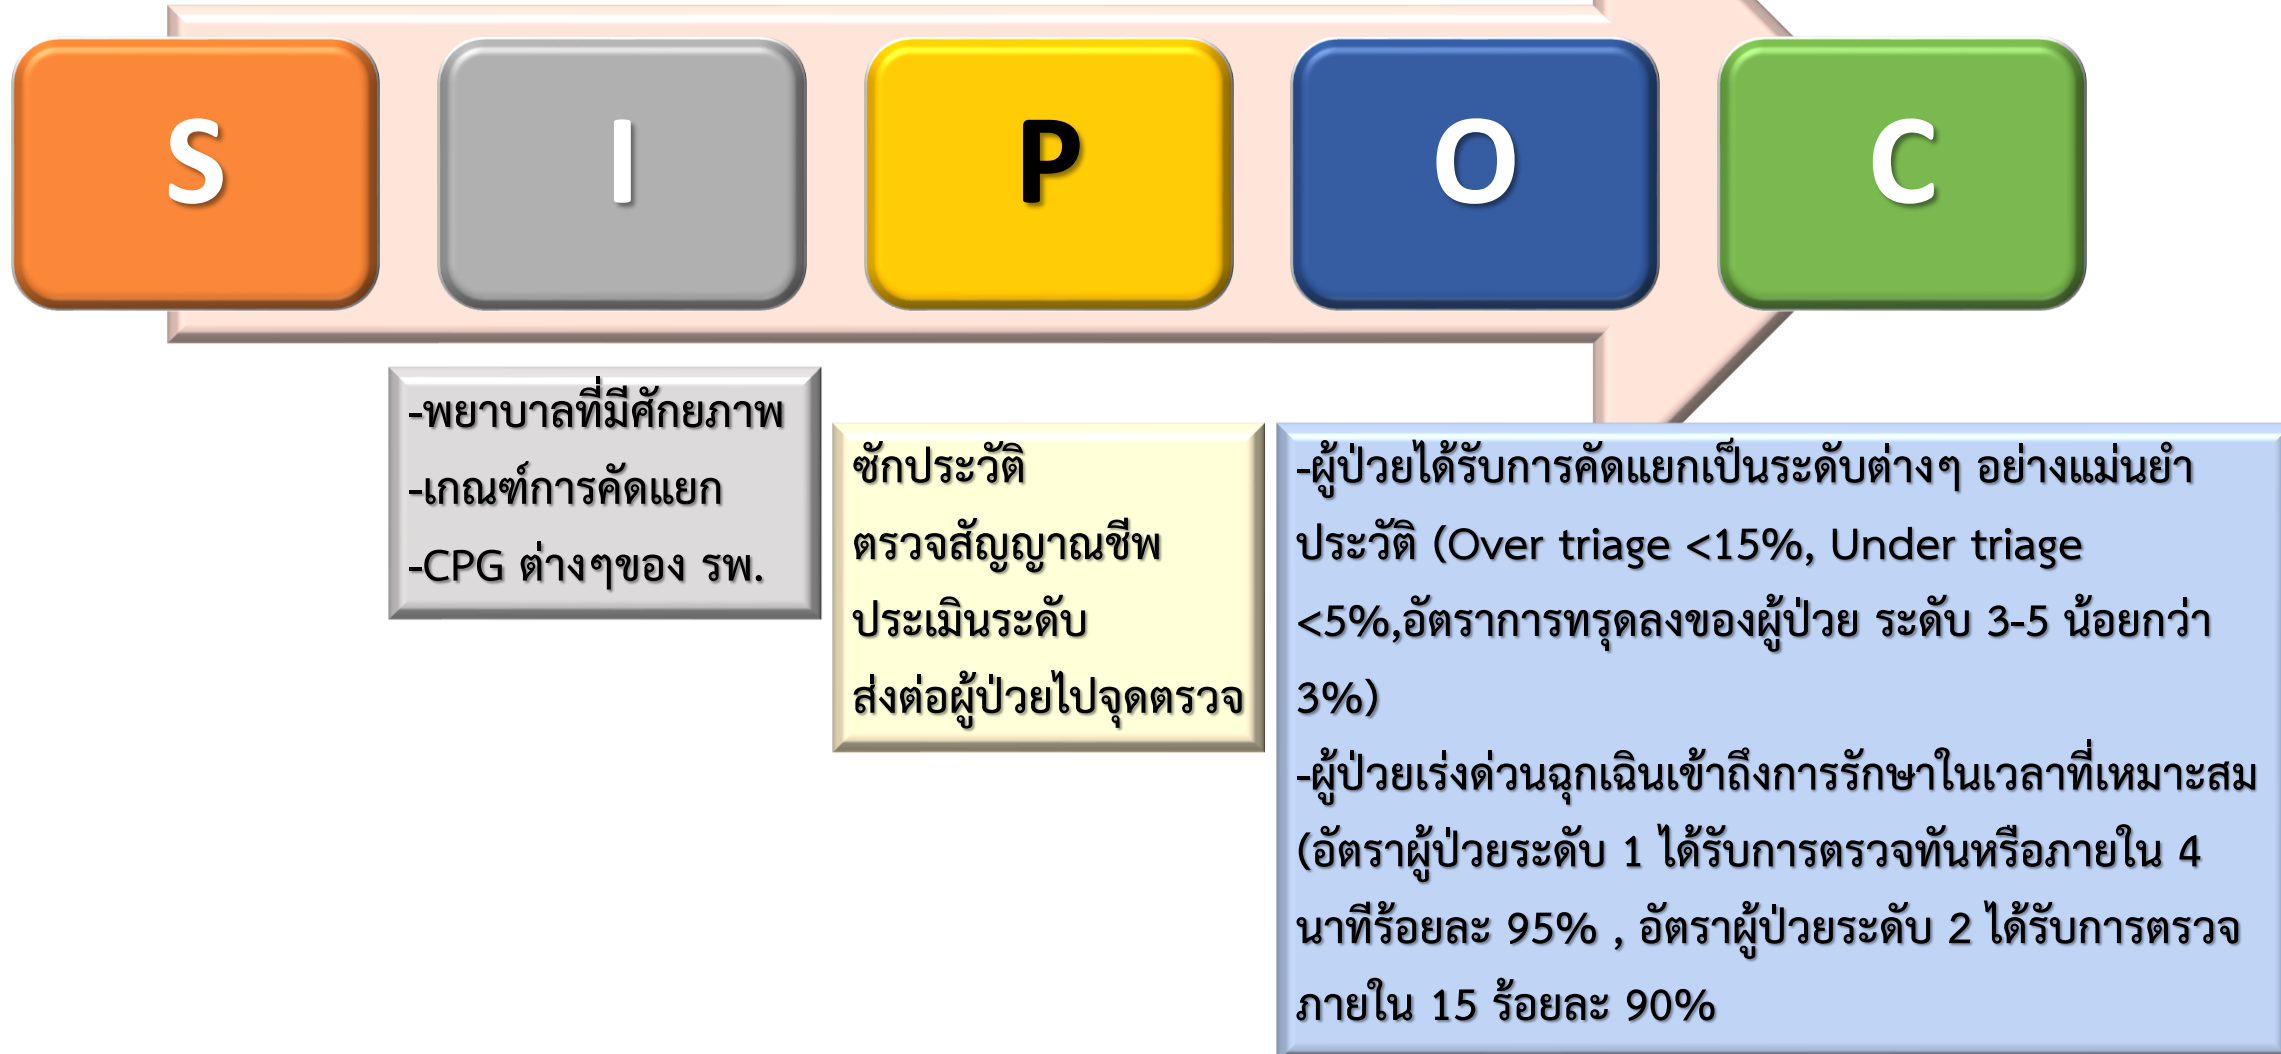 S
I
P
O
C
-พยาบาลที่มีศักยภาพ
-เกณฑ์การคัดแยก
-CPG ต่างๆของ รพ.
ซักประวัติ
ตรวจสัญญาณชีพ
ประเมินระดับ
ส่งต่อผู้ป่วยไปจุดตรวจ
-ผู้ป่วยได้รับการคัดแยกเป็นระดับต่างๆ อย่างแม่นยำ
ประวัติ (Over triage <15%, Under triage
<5%,อัตราการทรุดลงของผู้ป่วย ระดับ 3-5 น้อยกว่า
3%)
-ผู้ป่วยเร่งด่วนฉุกเฉินเข้าถึงการรักษาในเวลาที่เหมาะสม
(อัตราผู้ป่วยระดับ 1 ได้รับการตรวจทันหรือภายใน 4
นาทีร้อยละ 95% , อัตราผู้ป่วยระดับ 2 ได้รับการตรวจ
ภายใน 15 ร้อยละ 90%